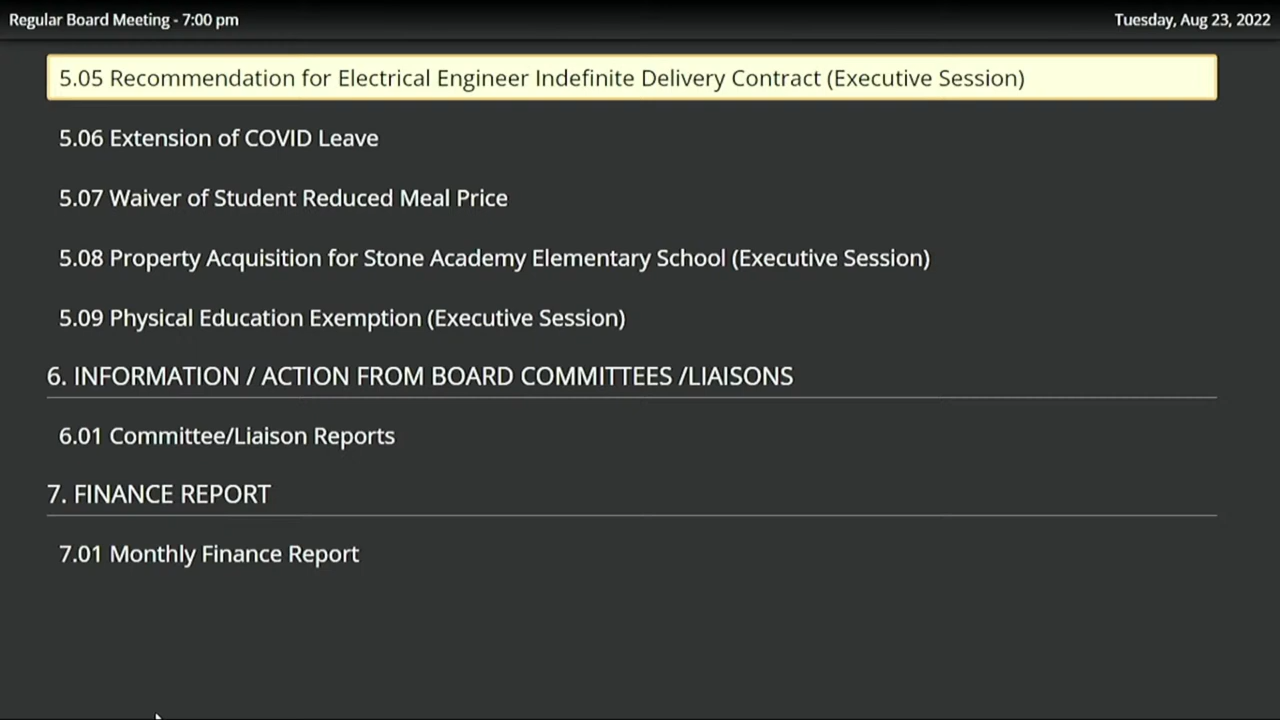 Regular Board Meeting - 7:00 pm
Tuesday, Aug 23, 2022
5.05 Recommendation for Electrical Engineer Indefinite Delivery Contract (Executive Session)
5.06 Extension of COVID Leave
5.07 Waiver of Student Reduced Meal Price
5.08 Property Acquisition for Stone Academy Elementary School (Executive Session)
5.09 Physical Education Exemption (Executive Session)
6. INFORMATION / ACTION FROM BOARD COMMITTEES /LIAISONS
6.01 Committee/Liaison Reports
7. FINANCE REPORT
7.01 Monthly Finance Report